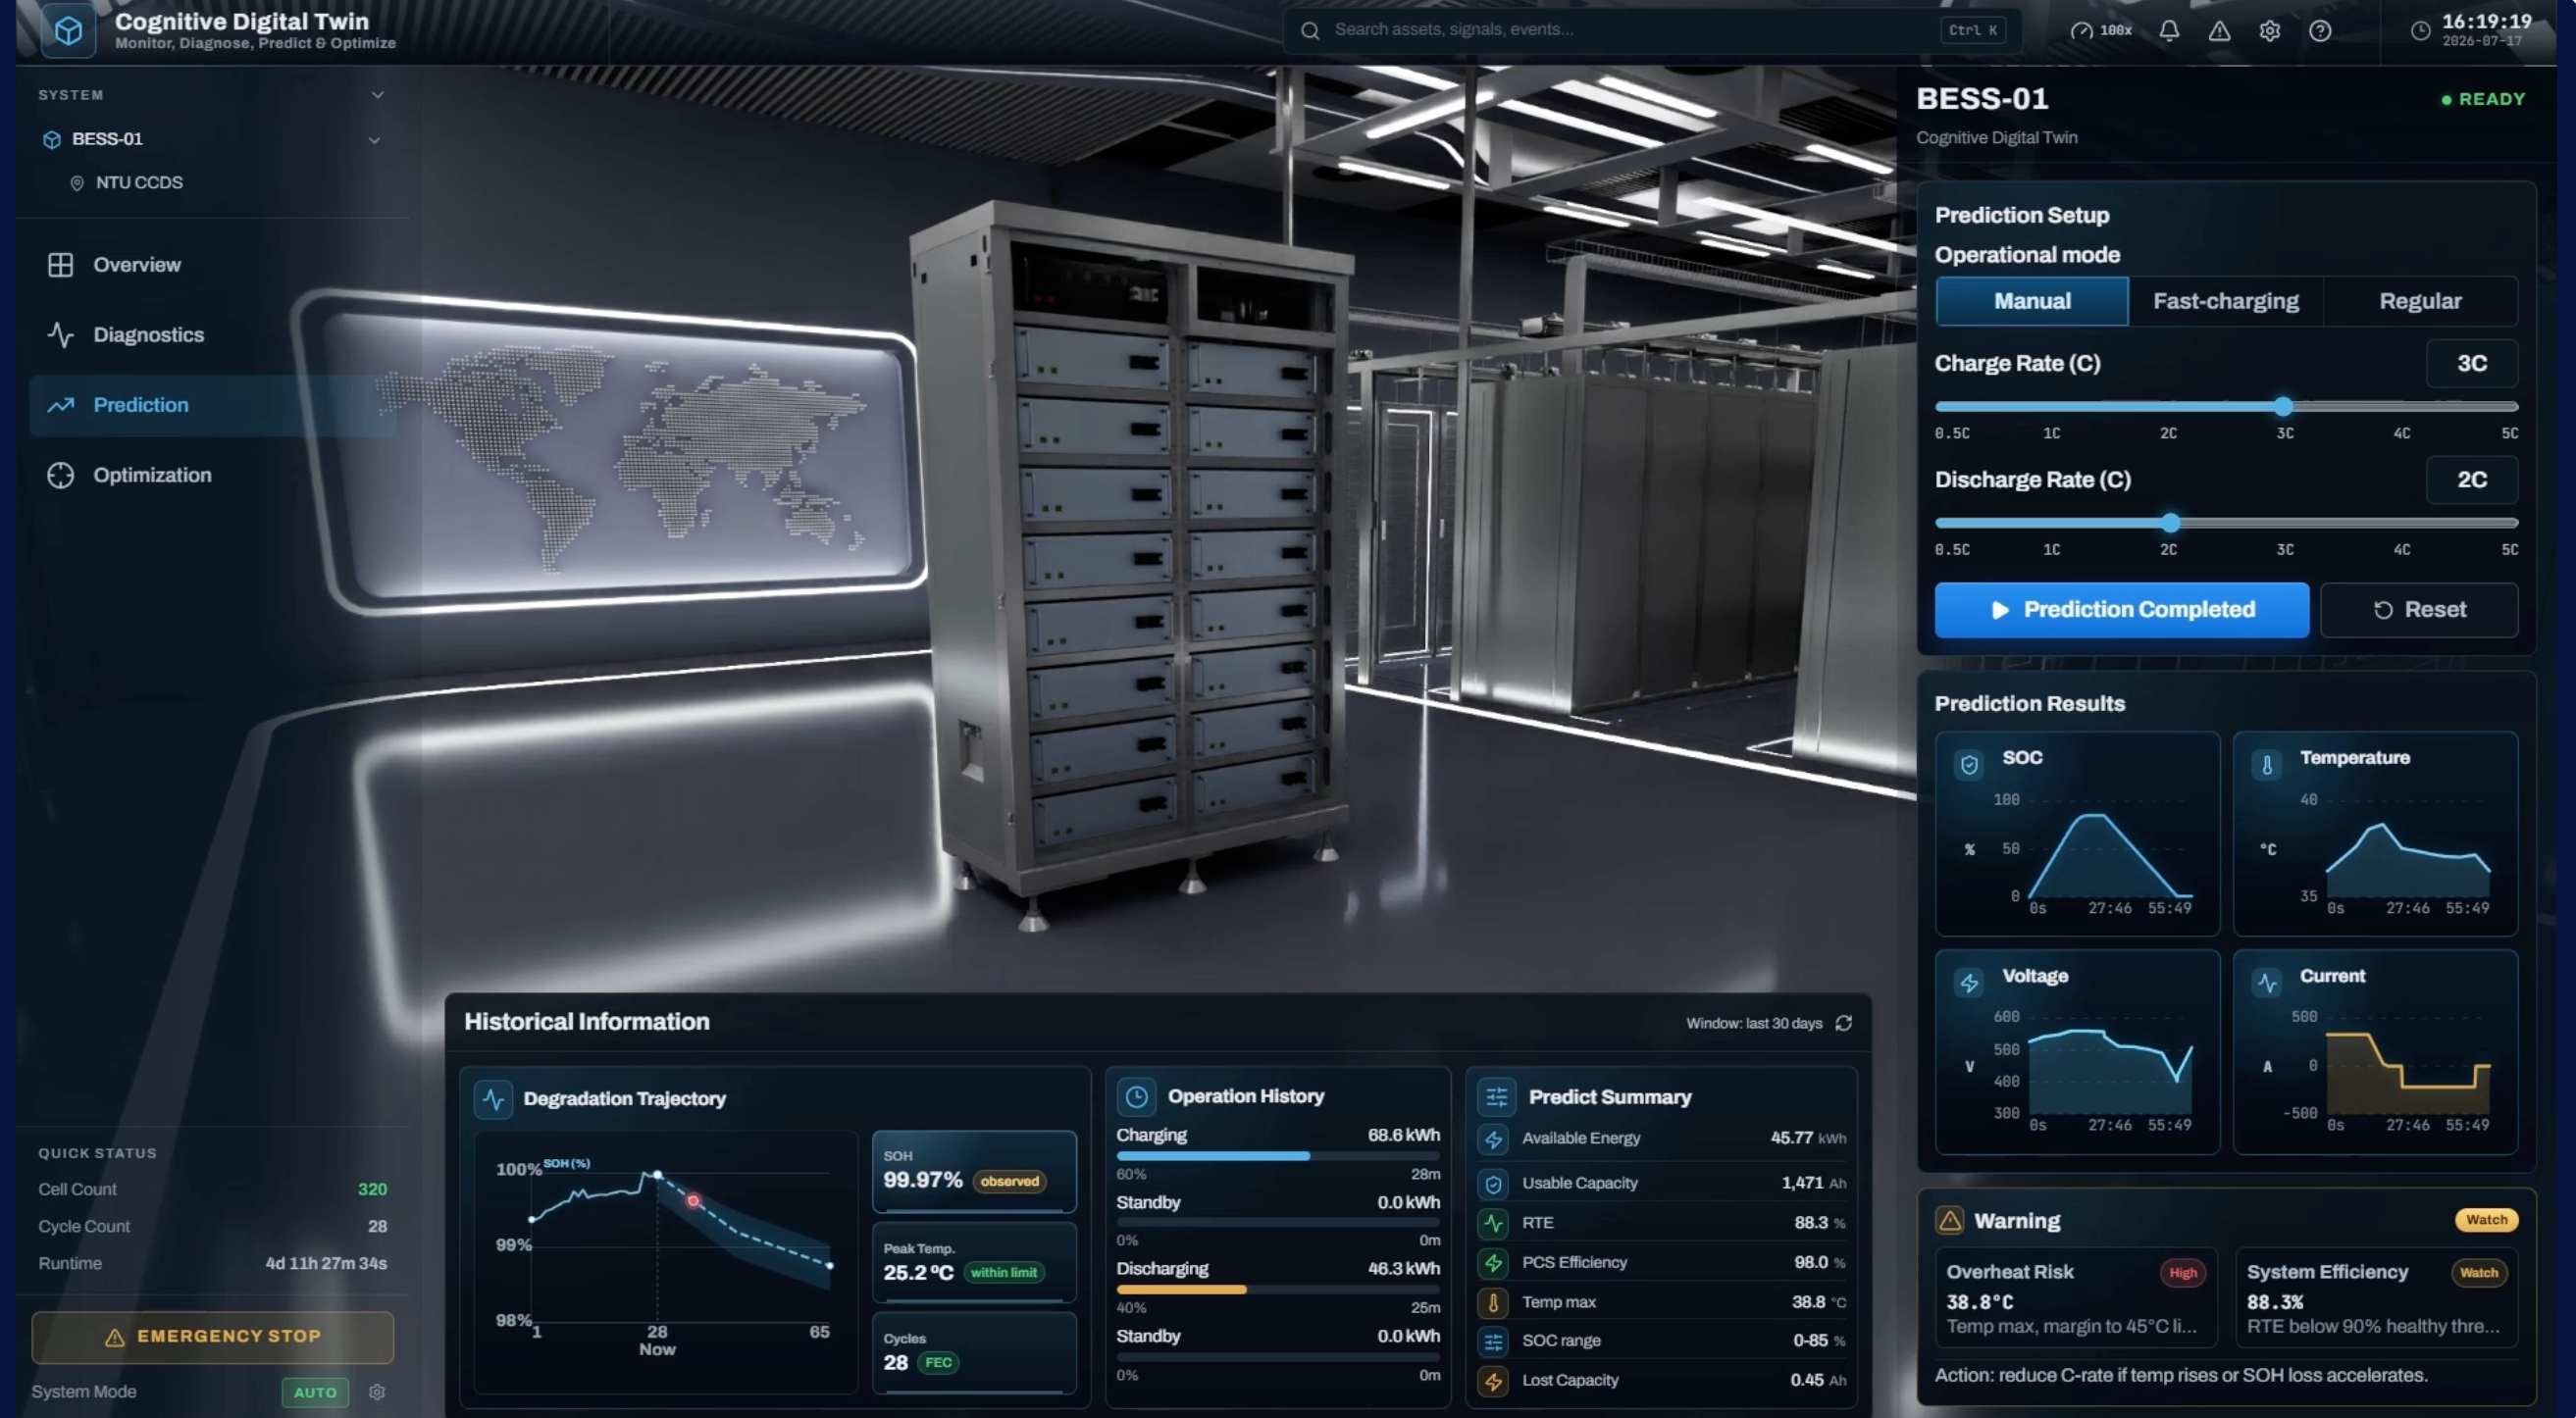 Cognitive Digital Twin
Monitor, Diagnose, Predict & Optimize
Search assets, signals, events...
Ctrl K
100x
16:19:19
2026-07-17
SYSTEM
BESS-01
NTU CCDS
Overview
Diagnostics
Prediction
Optimization
QUICK STATUS
Cell Count 320
Cycle Count 28
Runtime 4d 11h 27m 34s
EMERGENCY STOP
System Mode AUTO
Historical Information
Window: last 30 days
Degradation Trajectory
SOH (%)
100%
99%
98%
1 28 65
Now
SOH
99.97% observed
Peak Temp.
25.2 ºC within limit
Cycles
28 FEC
Operation History
Charging 68.6 kWh
60% 28m
Standby 0.0 kWh
0% 0m
Discharging 46.3 kWh
40% 25m
Standby 0.0 kWh
0% 0m
Predict Summary
Available Energy 45.77 kWh
Usable Capacity 1,471 Ah
RTE 88.3 %
PCS Efficiency 98.0 %
Temp max 38.8 °C
SOC range 0-85 %
Lost Capacity 0.45 Ah
BESS-01
READY
Cognitive Digital Twin
Prediction Setup
Operational mode
Manual Fast-charging Regular
Charge Rate (C) 3C
0.5C 1C 2C 3C 4C 5C
Discharge Rate (C) 2C
0.5C 1C 2C 3C 4C 5C
Prediction Completed
Reset
Prediction Results
SOC
100
% 50
0
0s 27:46 55:49
Temperature
40
°C
35
0s 27:46 55:49
Voltage
600
500
V 400
300
0s 27:46 55:49
Current
500
A 0
-500
0s 27:46 55:49
Warning
Watch
Overheat Risk High
38.8°C
Temp max, margin to 45°C li...
System Efficiency Watch
88.3%
RTE below 90% healthy thre...
Action: reduce C-rate if temp rises or SOH loss accelerates.